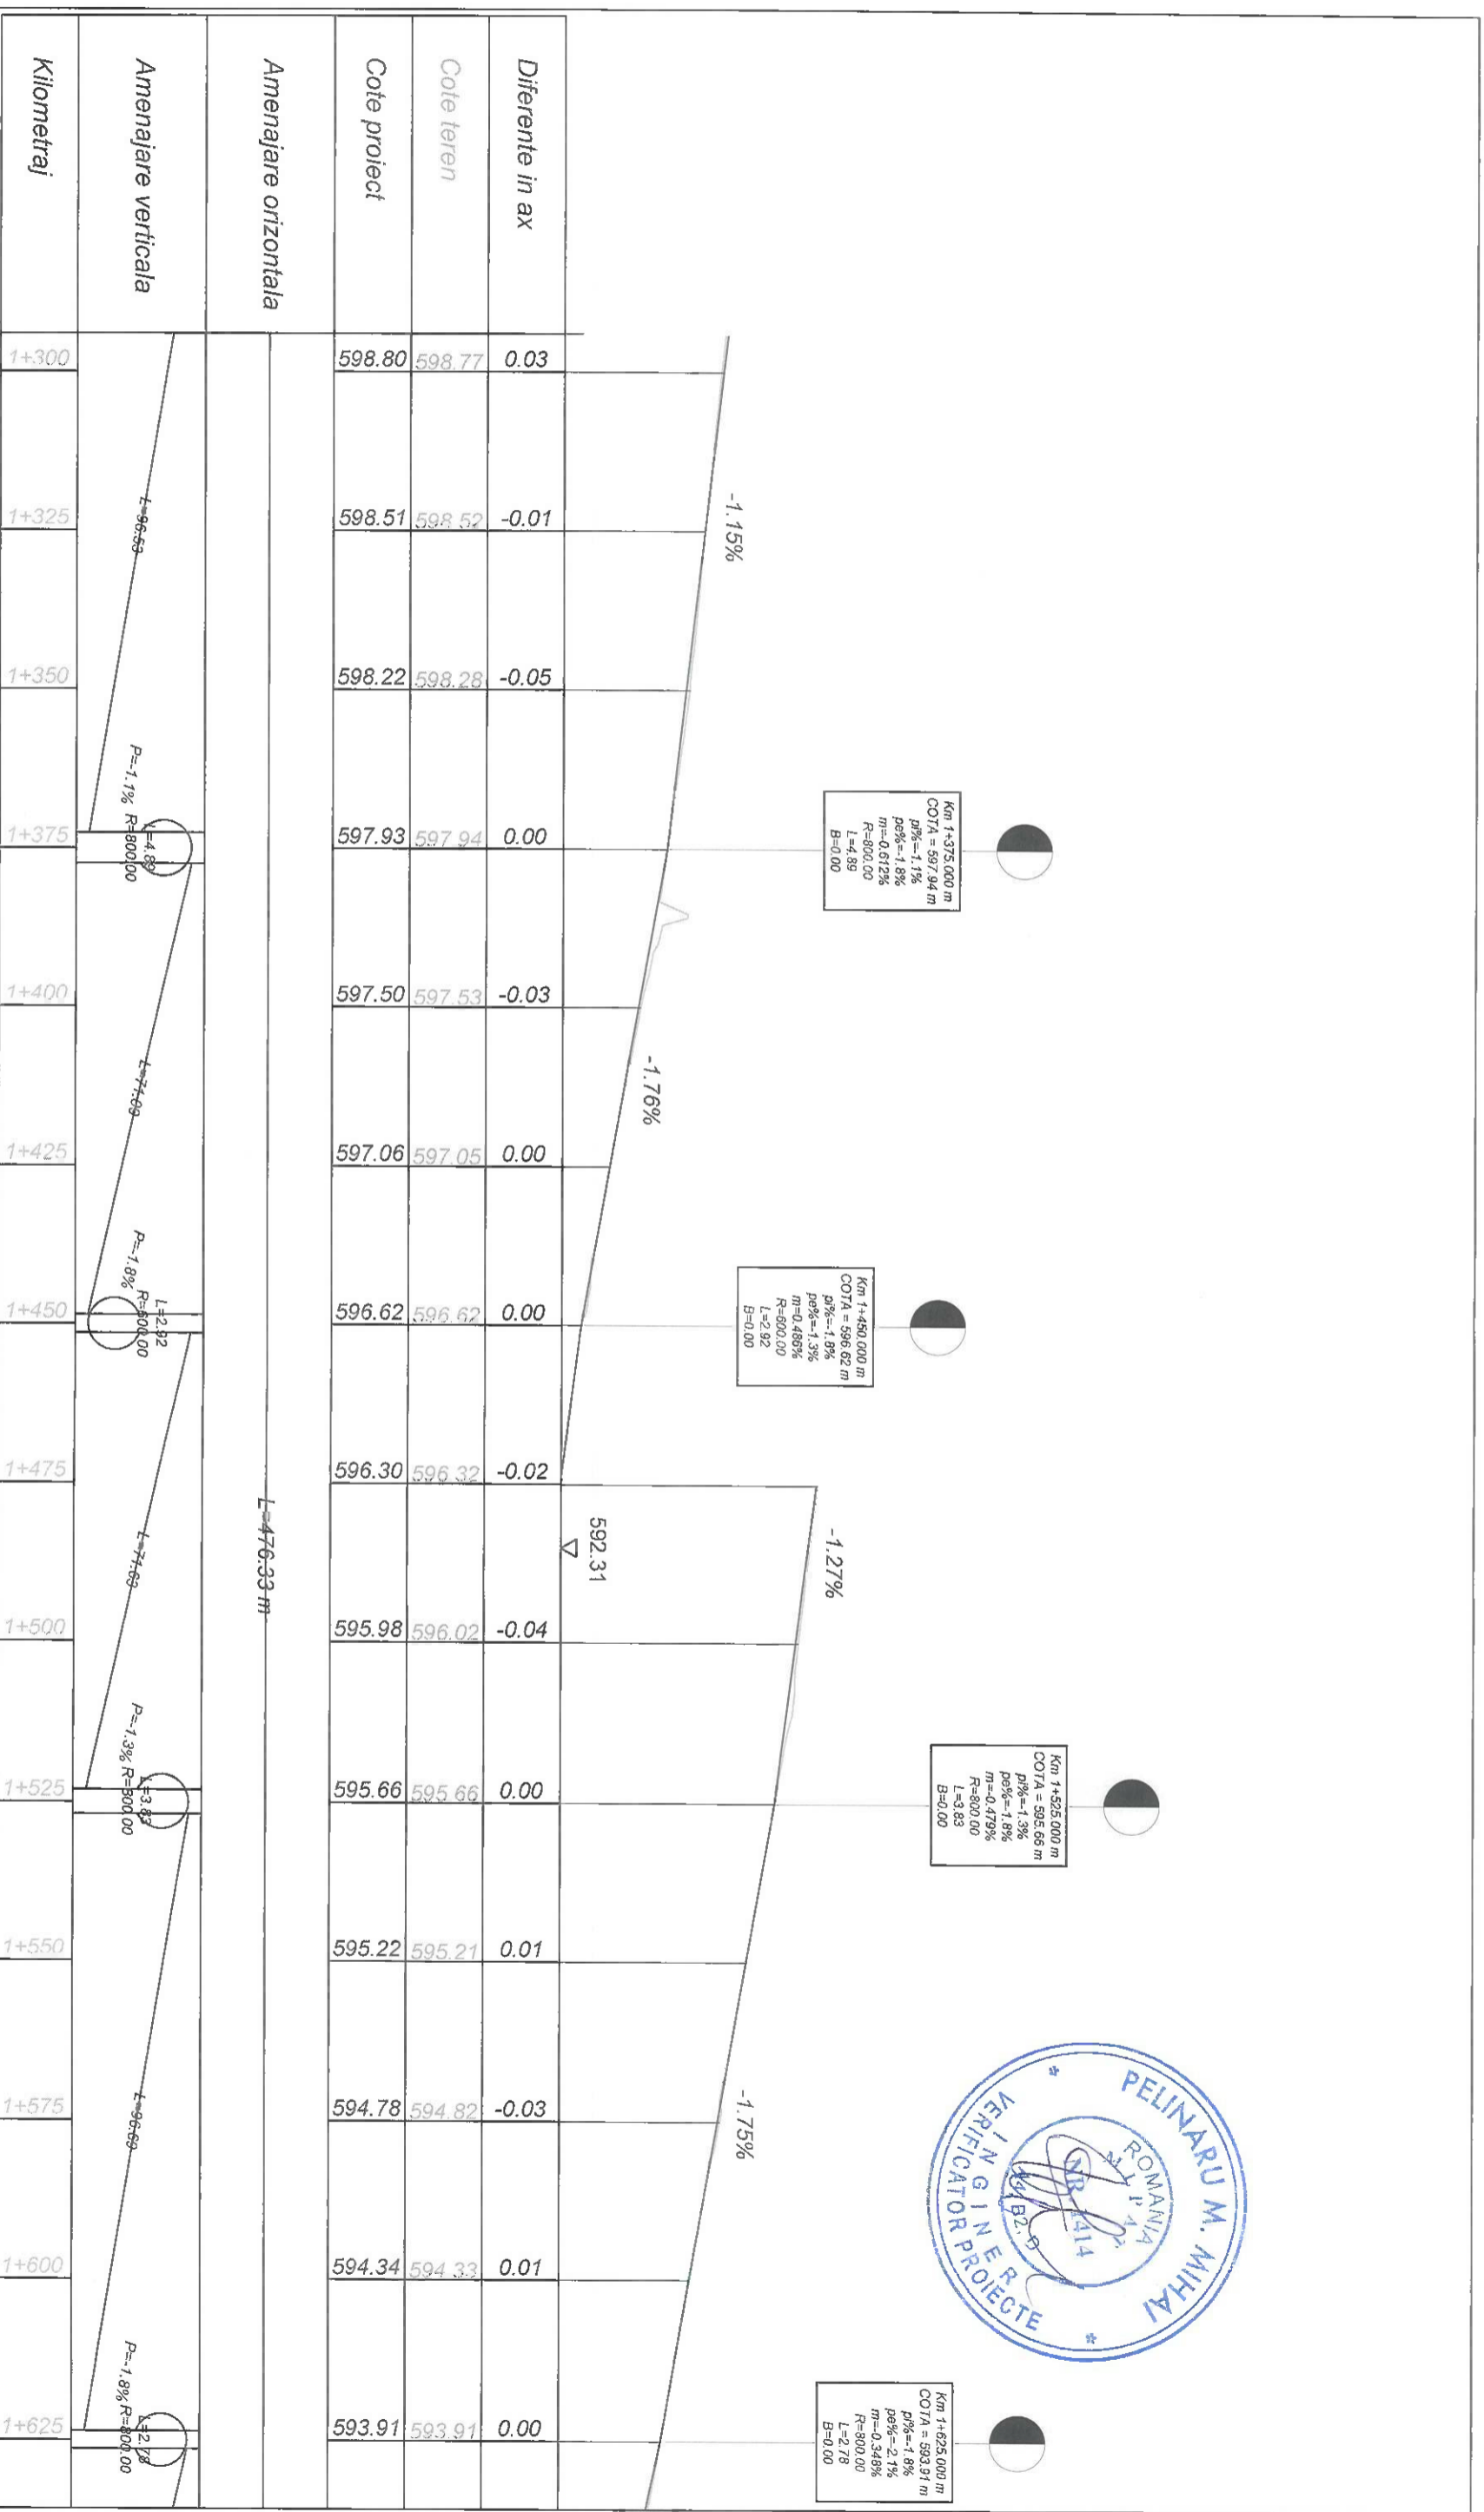 Km 1+375.000 m
COTA = 597.94 m
pi%=-1.1%
pe%=-1.8%
m=-0.612%
R=800.00
L=4.89
B=0.00
Km 1+450.000 m
COTA = 596.62 m
pi%=-1.8%
pe%=-1.3%
m=0.486%
R=600.00
L=2.92
B=0.00
Km 1+525.000 m
COTA = 595.66 m
pi%=-1.3%
pe%=-1.8%
m=-0.479%
R=800.00
L=3.83
B=0.00
Km 1+625.000 m
COTA = 593.91 m
pi%=-1.8%
pe%=-2.1%
m=-0.348%
R=800.00
L=2.78
B=0.00
PELINARU M. MIHAI
ROMANIA
NR. 1414
INGINER
VERIFICATOR PROIECTE
-1.15%
-1.76%
-1.27%
-1.75%
592.31
Diferente in ax 0.03 -0.01 -0.05 0.00 -0.03 0.00 0.00 -0.02 -0.04 0.00 0.01 -0.03 0.01 0.00
Cote teren 598.77 598.52 598.28 597.94 597.53 597.05 596.62 596.32 596.02 595.66 595.21 594.82 594.33 593.91
Cote proiect 598.80 598.51 598.22 597.93 597.50 597.06 596.62 596.30 595.98 595.66 595.22 594.78 594.34 593.91
Amenajare orizontala L=476.33 m
Amenajare verticala
L=96.53
L=4.89
P=-1.1% R=800.00
L=71.09
L=2.92
P=-1.8% R=600.00
L=71.63
L=3.83
P=-1.3% R=800.00
L=96.69
L=2.78
P=-1.8% R=800.00
Kilometraj 1+300 1+325 1+350 1+375 1+400 1+425 1+450 1+475 1+500 1+525 1+550 1+575 1+600 1+625